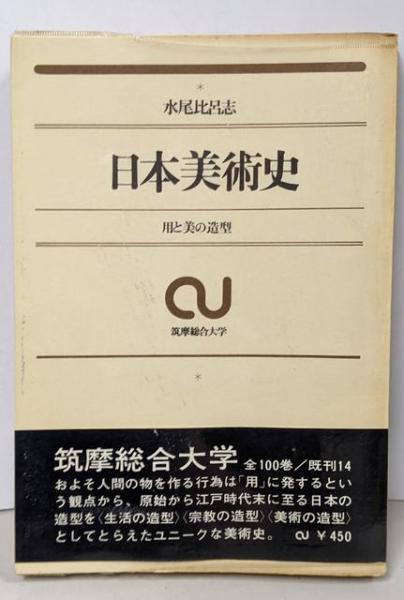 *
水尾比呂志
日本美術史
用と美の造型
筑摩総合大学
*
筑摩総合大学 全100巻/既刊14
およそ人間の物を作る行為は「用」に発するとい
う観点から、原始から江戸時代末に至る日本の
造型を〈生活の造型〉〈宗教の造型〉〈美術の造型〉
としてとらえたユニークな美術史。 ¥450